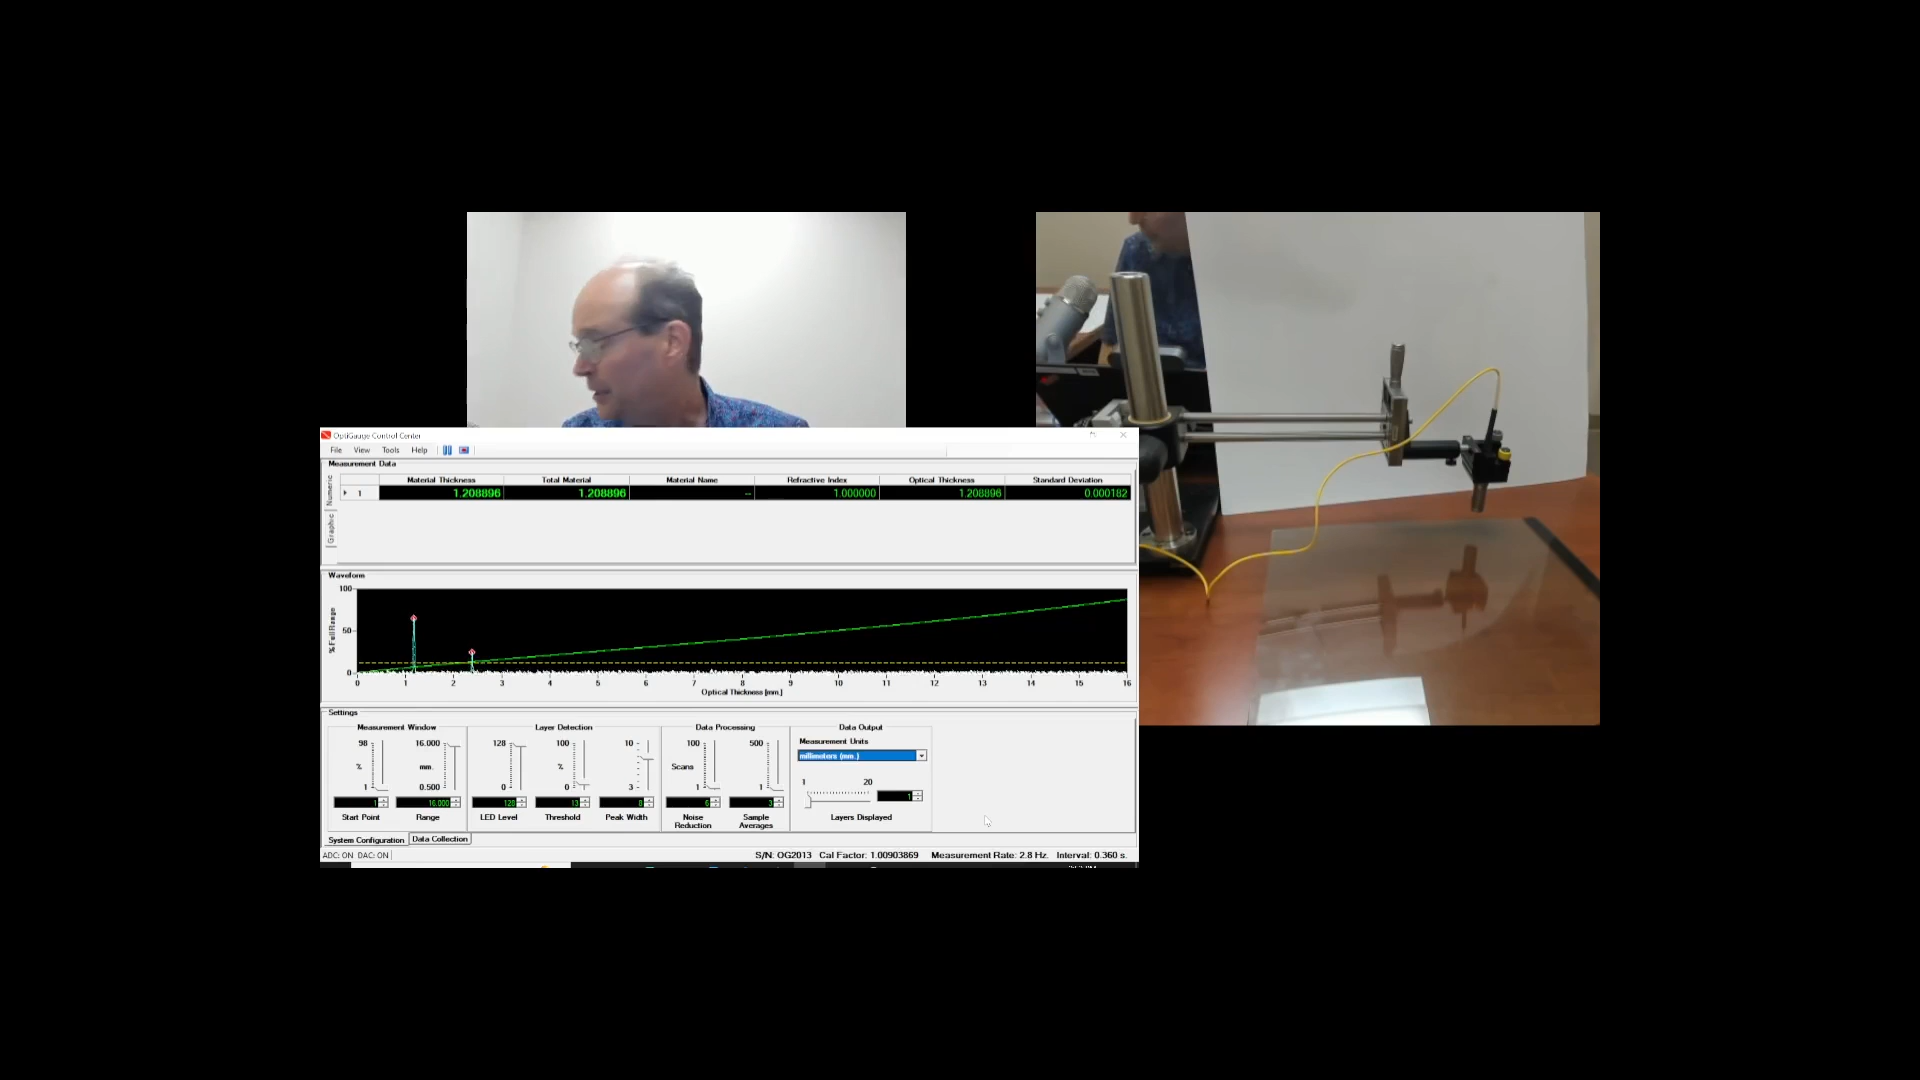 OptiGauge Control Center
File View Tools Help
Measurement Data
Numeric
Graphic
Material Thickness Total Material Material Name Refractive Index Optical Thickness Standard Deviation
1 1.208896 1.208896 -- 1.000000 1.208896 0.000182
Waveform
% Full Range
100
50
0
0 1 2 3 4 5 6 7 8 9 10 11 12 13 14 15 16
Optical Thickness [mm.]
Settings
Measurement Window Layer Detection Data Processing Data Output
Measurement Units
millimeters (mm.)
98 16.000 128 100 10 100 500
% mm. % Scans
1 0.500 0 0 3 1 1
1 20
1 16.000 128 13 8 6 3 1
Start Point Range LED Level Threshold Peak Width Noise Reduction Sample Averages Layers Displayed
System Configuration Data Collection
ADC: ON DAC: ON S/N: OG2013 Cal Factor: 1.00903869 Measurement Rate: 2.8 Hz. Interval: 0.360 s.